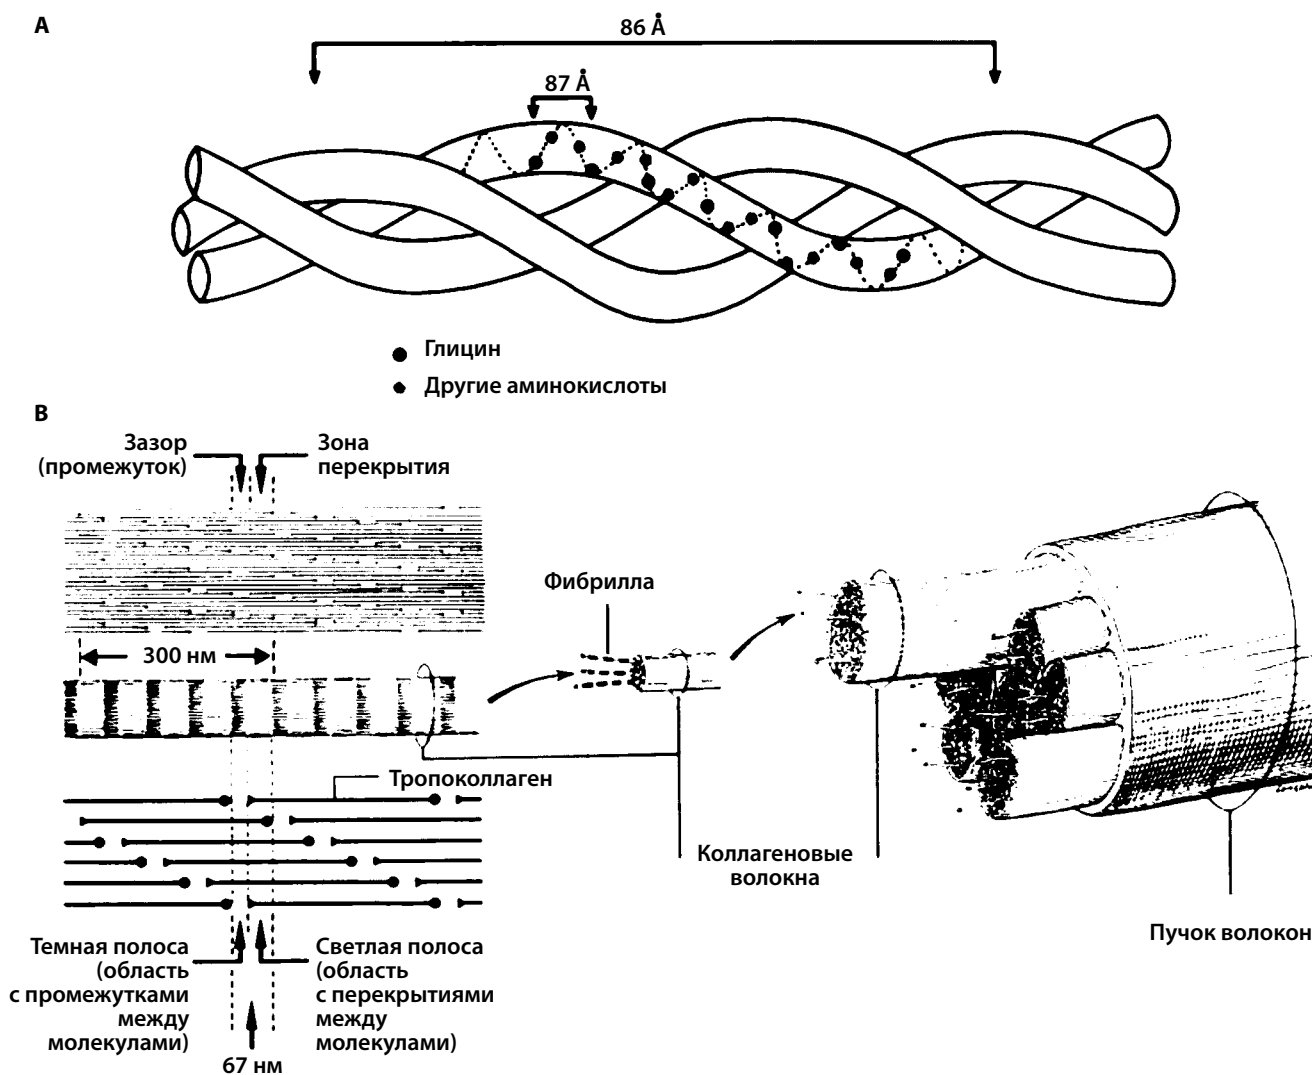 A
86 Å
87 Å
Глицин
Другие аминокислоты
B
Зазор
(промежуток)
Зона
перекрытия
Фибрилла
300 нм
Тропоколлаген
Коллагеновые
волокна
Пучок волокон
Темная полоса
(область
с промежутками
между
молекулами)
Светлая полоса
(область
с перекрытиями
между
молекулами)
67 нм